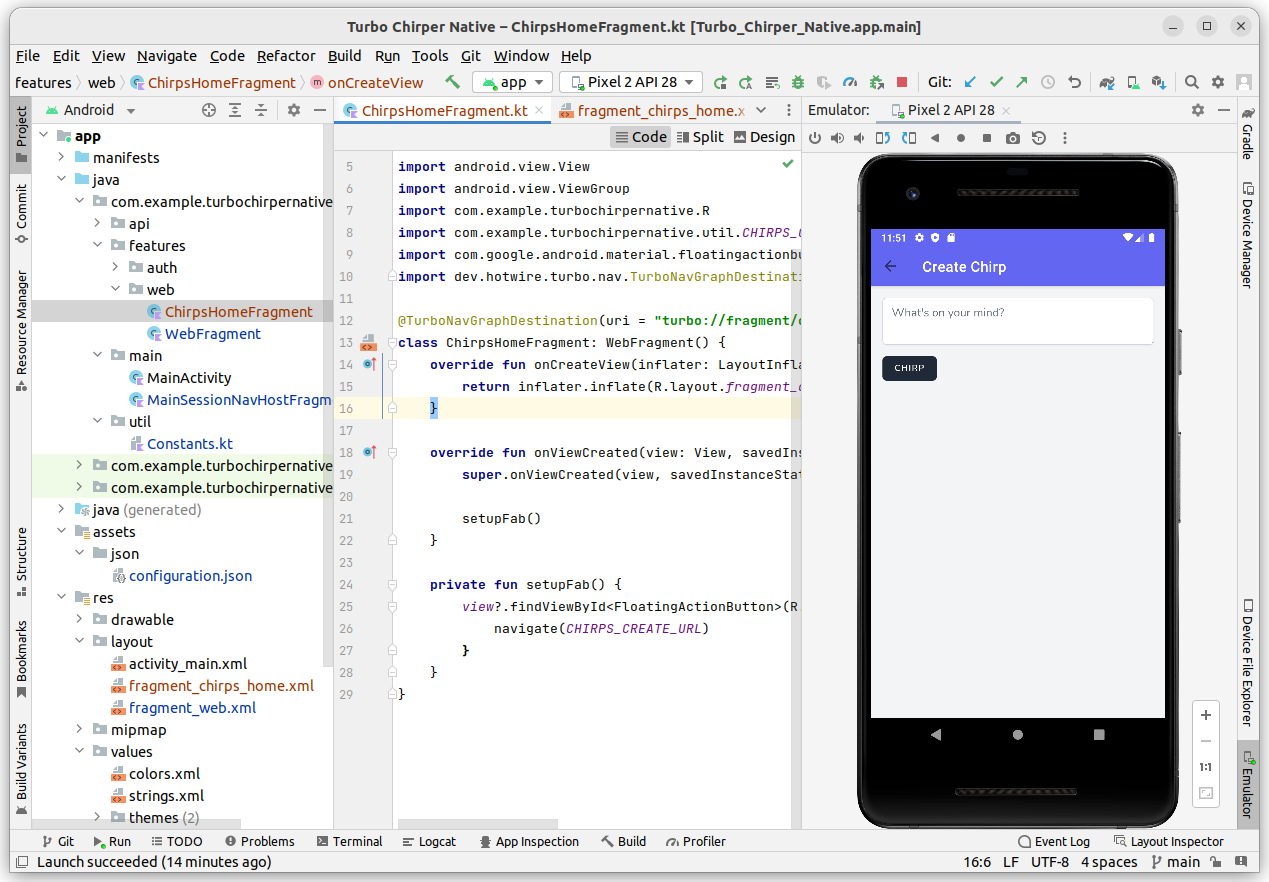 Turbo Chirper Native – ChirpsHomeFragment.kt [Turbo_Chirper_Native.app.main]
File Edit View Navigate Code Refactor Build Run Tools Git Window Help
features web ChirpsHomeFragment onCreateView app Pixel 2 API 28 Git:
Project
Commit
Resource Manager
Structure
Bookmarks
Build Variants
Android
app
manifests
java
com.example.turbochirpernative
api
features
auth
web
ChirpsHomeFragment
WebFragment
main
MainActivity
MainSessionNavHostFragm
util
Constants.kt
com.example.turbochirpernative
com.example.turbochirpernative
java (generated)
assets
json
configuration.json
res
drawable
layout
activity_main.xml
fragment_chirps_home.xml
fragment_web.xml
mipmap
values
colors.xml
strings.xml
themes (2)
ChirpsHomeFragment.kt fragment_chirps_home.x
Code Split Design
5 import android.view.View
6 import android.view.ViewGroup
7 import com.example.turbochirpernative.R
8 import com.example.turbochirpernative.util.CHIRPS_
9 import com.google.android.material.floatingactionbu
10 import dev.hotwire.turbo.nav.TurboNavGraphDestinati
11
12 @TurboNavGraphDestination(uri = "turbo://fragment/
13 class ChirpsHomeFragment: WebFragment() {
14 override fun onCreateView(inflater: LayoutInfla
15 return inflater.inflate(R.layout.fragment_
16 }
17
18 override fun onViewCreated(view: View, savedIns
19 super.onViewCreated(view, savedInstanceStat
20
21 setupFab()
22 }
23
24 private fun setupFab() {
25 view?.findViewById<FloatingActionButton>(R.
26 navigate(CHIRPS_CREATE_URL)
27 }
28 }
29 }
Emulator: Pixel 2 API 28
11:51
Create Chirp
What's on your mind?
CHIRP
1:1
Gradle
Device Manager
Device File Explorer
Emulator
Git Run TODO Problems Terminal Logcat App Inspection Build Profiler Event Log Layout Inspector
Launch succeeded (14 minutes ago) 16:6 LF UTF-8 4 spaces main